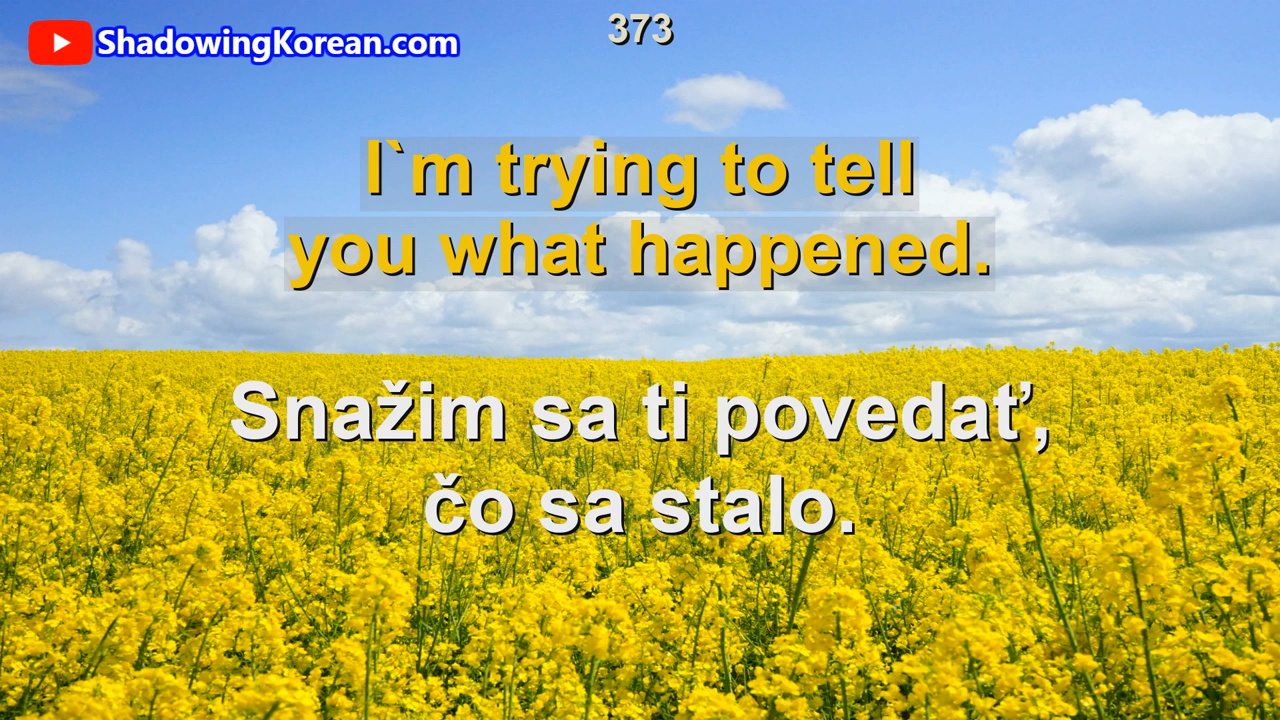 ShadowingKorean.com
373
I`m trying to tell
you what happened.
Snažim sa ti povedať,
čo sa stalo.